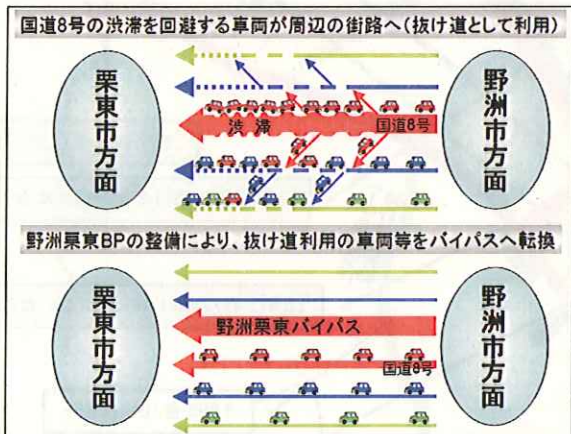 国道8号の渋滞を回避する車両が周辺の街路へ(抜け道として利用)
栗東市方面
渋滞
国道8号
野洲市方面
野洲栗東BPの整備により、抜け道利用の車両等をバイパスへ転換
栗東市方面
野洲栗東バイパス
国道8号
野洲市方面